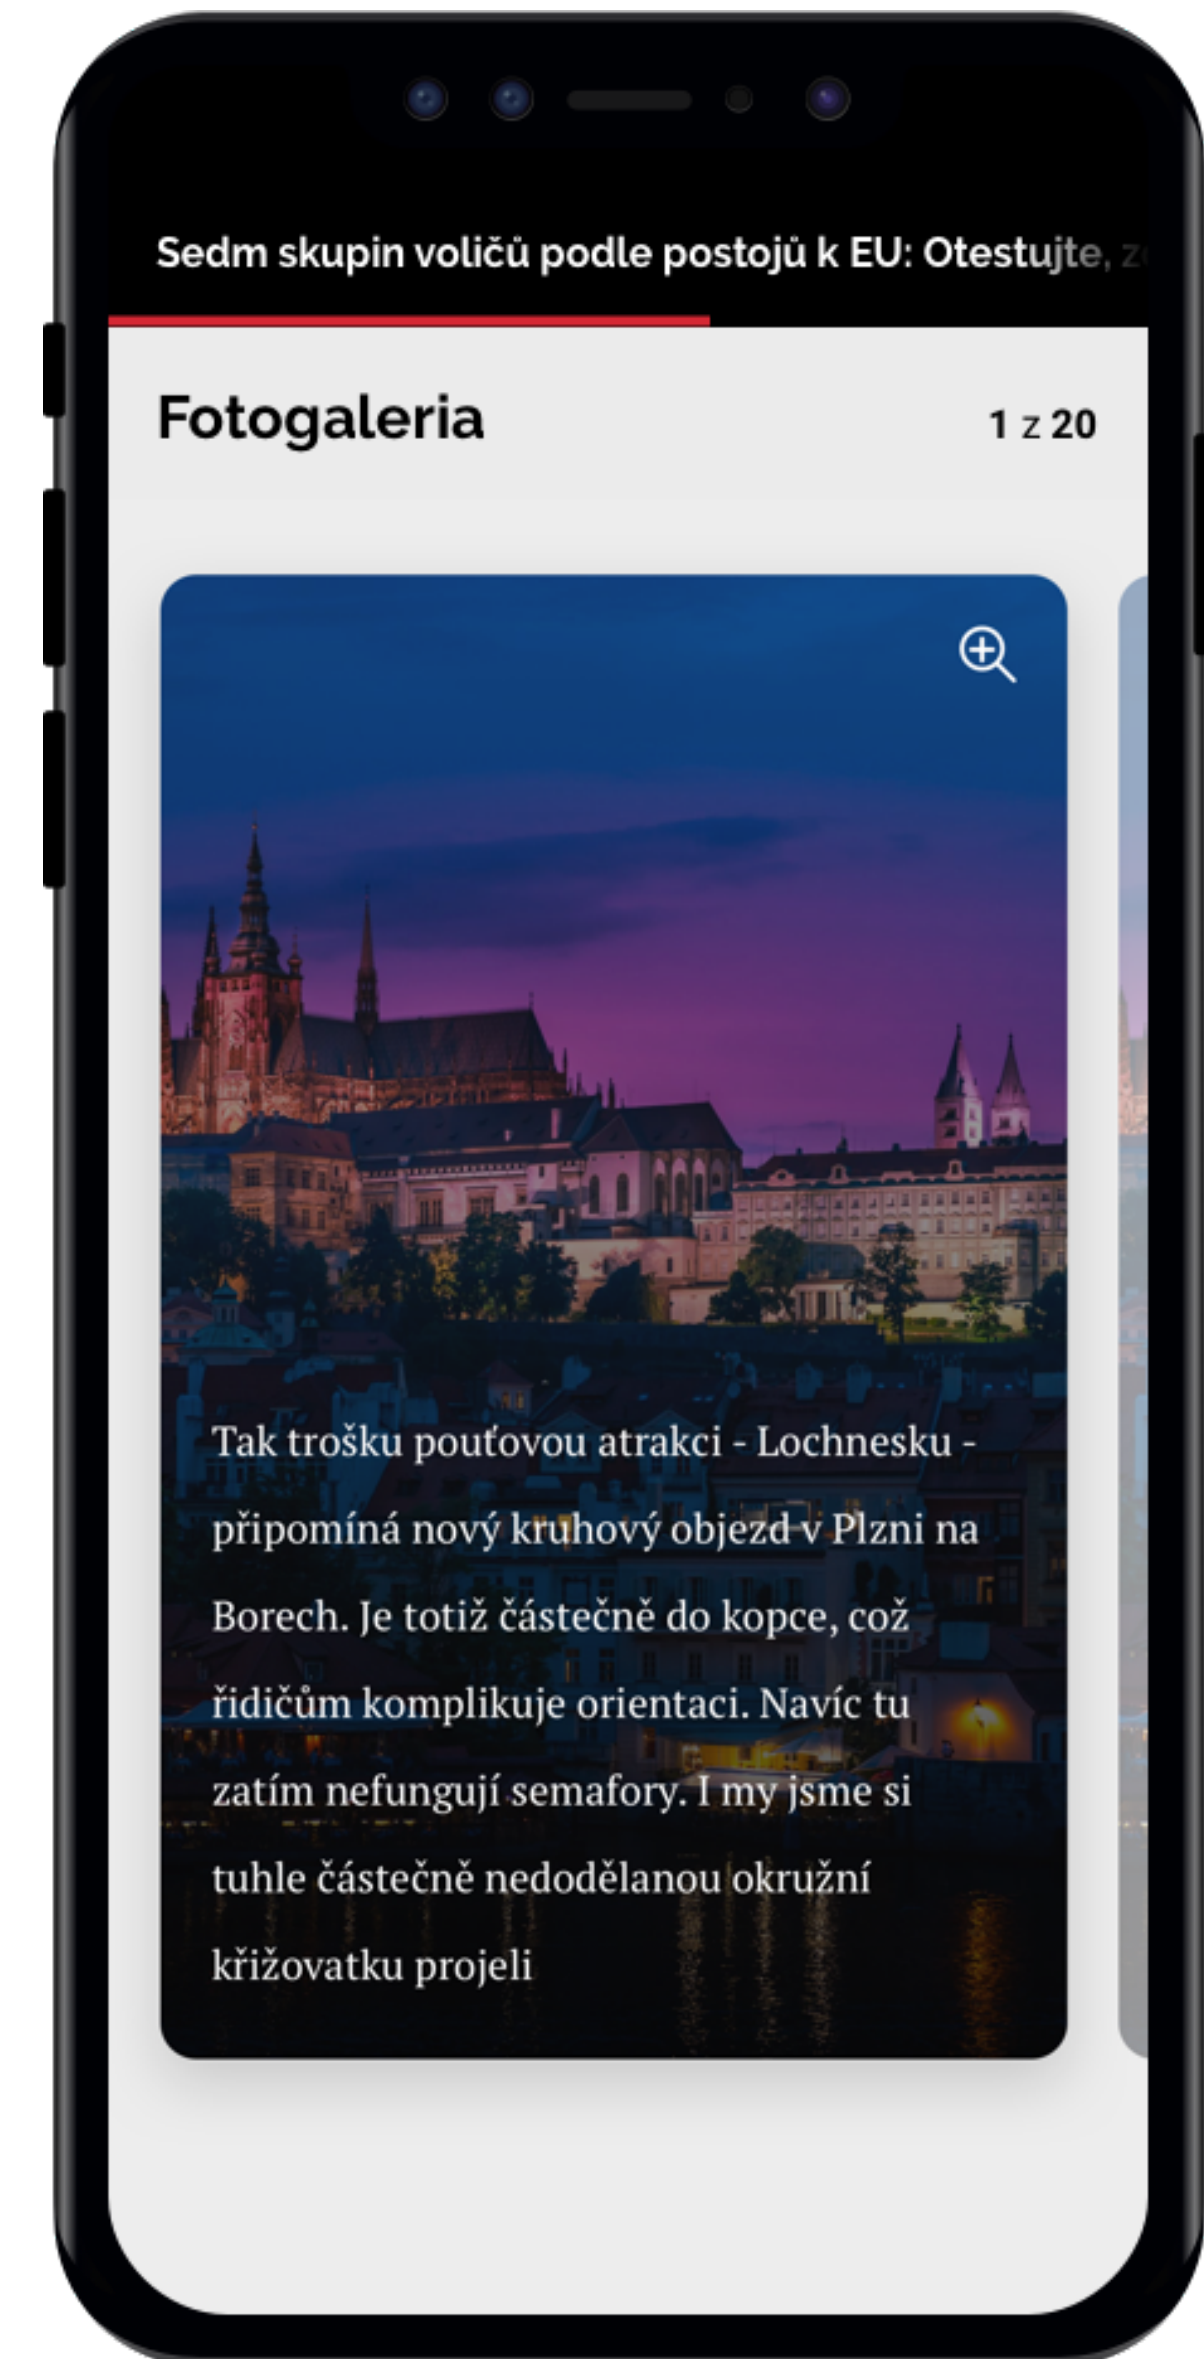 Sedm skupin voličů podle postojů k EU: Otestujte,
Fotogaleria
1 z 20
Tak trošku pouťovou atrakci - Lochnesku -
připomíná nový kruhový objezd v Plzni na
Borech. Je totiž částečně do kopce, což
řidičům komplikuje orientaci. Navíc tu
zatím nefungují semafory. I my jsme si
tuhle částečně nedodělanou okružní
křižovatku projeli